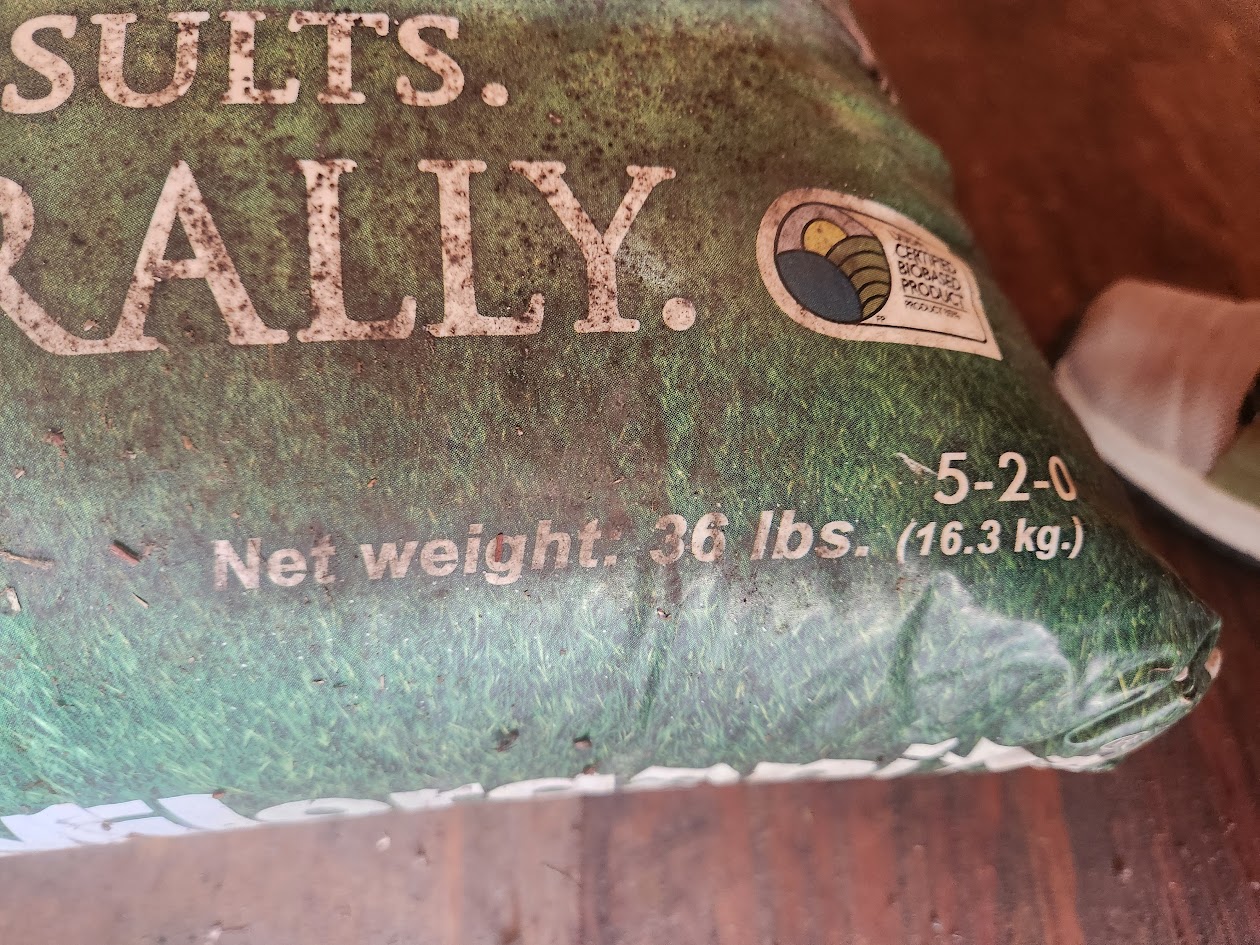 SULTS.
RALLY.
CERTIFIED
BIOBASED
PRODUCT
5-2-0
Net weight: 36 lbs. (16.3 kg.)